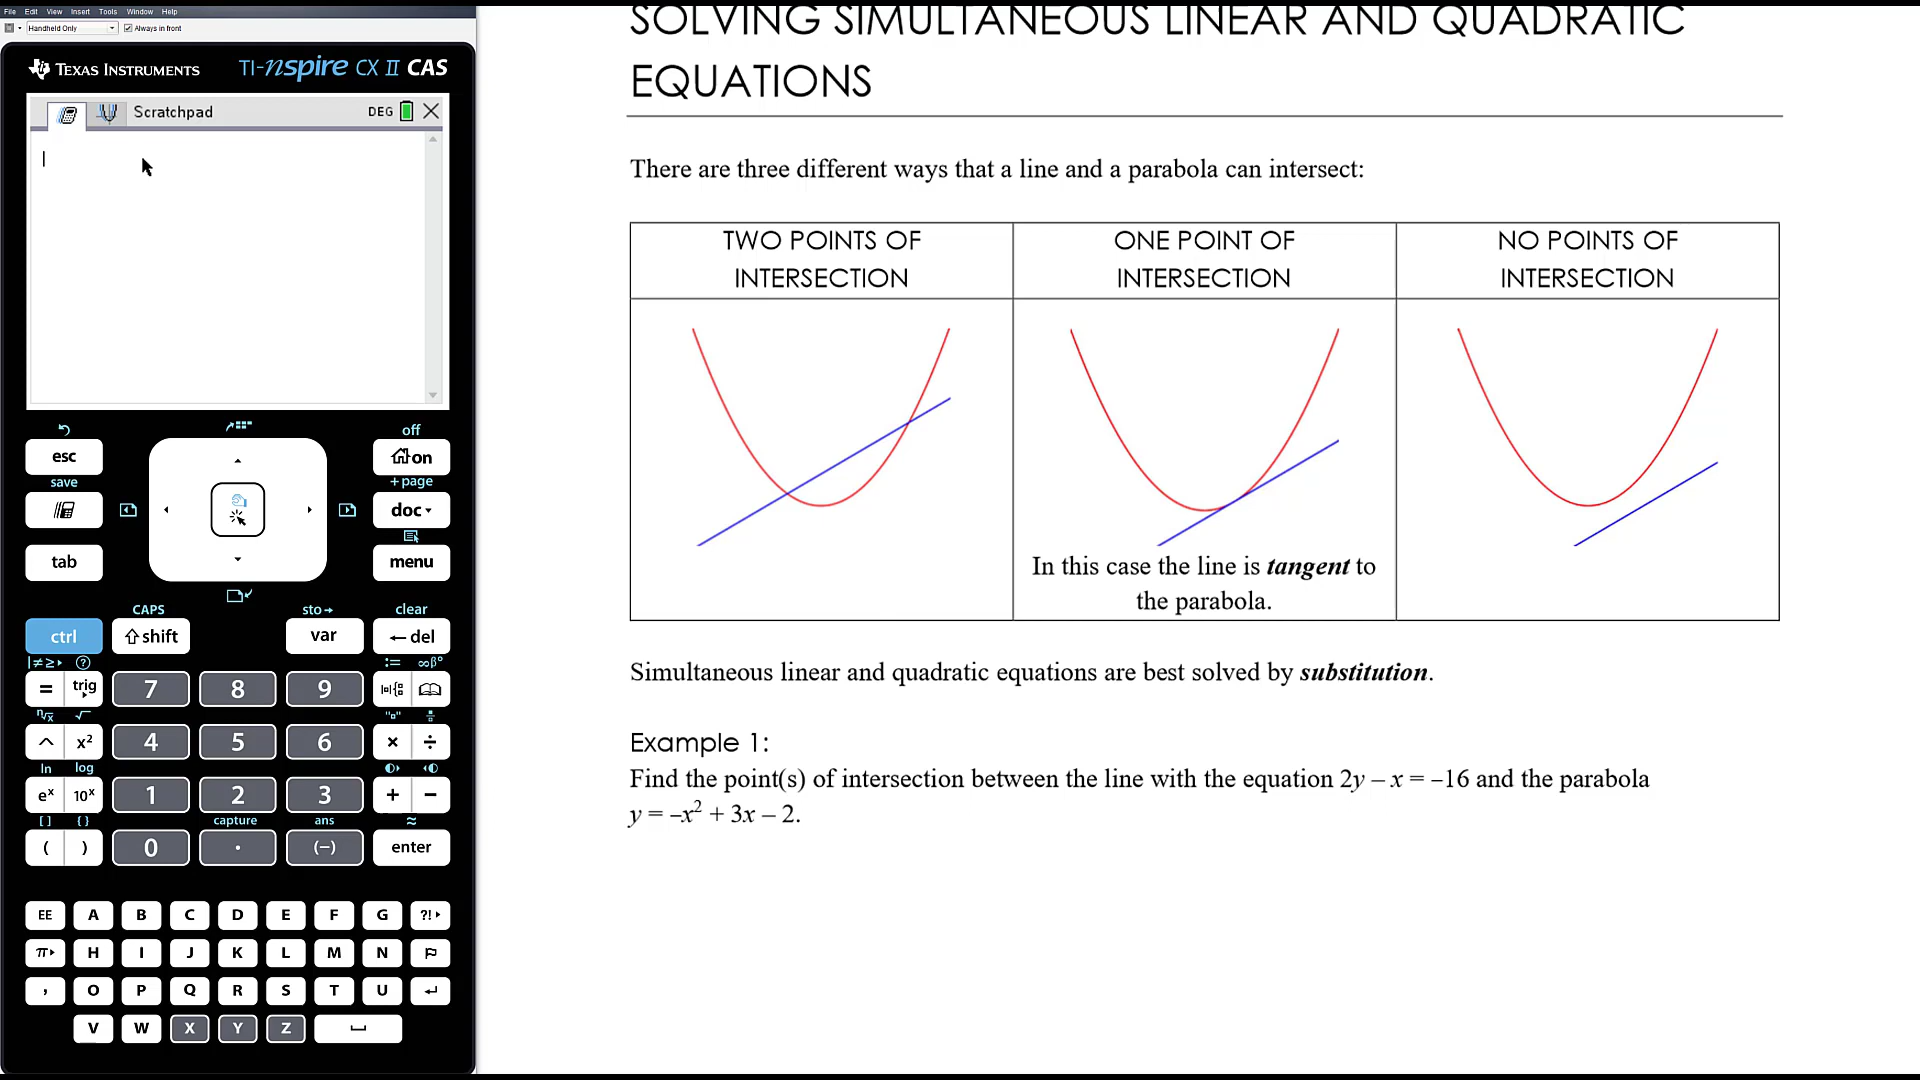 File Edit View Insert Tools Window Help
Handheld Only Always in front
TEXAS INSTRUMENTS TI-nspire CX II CAS
Scratchpad DEG
off
esc on
save + page
doc
tab menu
CAPS sto→ clear
ctrl shift var ← del
|≠≥▸ ? := ∞β°
= trig 7 8 9
ⁿ√x √
^ x² 4 5 6 × ÷
ln log
eˣ 10ˣ 1 2 3 + −
[ ] { } capture ans ≈
( ) 0 . (−) enter
EE A B C D E F G ?!▸
π▸ H I J K L M N
, O P Q R S T U
V W X Y Z
SOLVING SIMULTANEOUS LINEAR AND QUADRATIC
EQUATIONS
There are three different ways that a line and a parabola can intersect:
TWO POINTS OF
INTERSECTION
ONE POINT OF
INTERSECTION
NO POINTS OF
INTERSECTION
In this case the line is tangent to
the parabola.
Simultaneous linear and quadratic equations are best solved by substitution.
Example 1:
Find the point(s) of intersection between the line with the equation 2y – x = –16 and the parabola
y = –x² + 3x – 2.